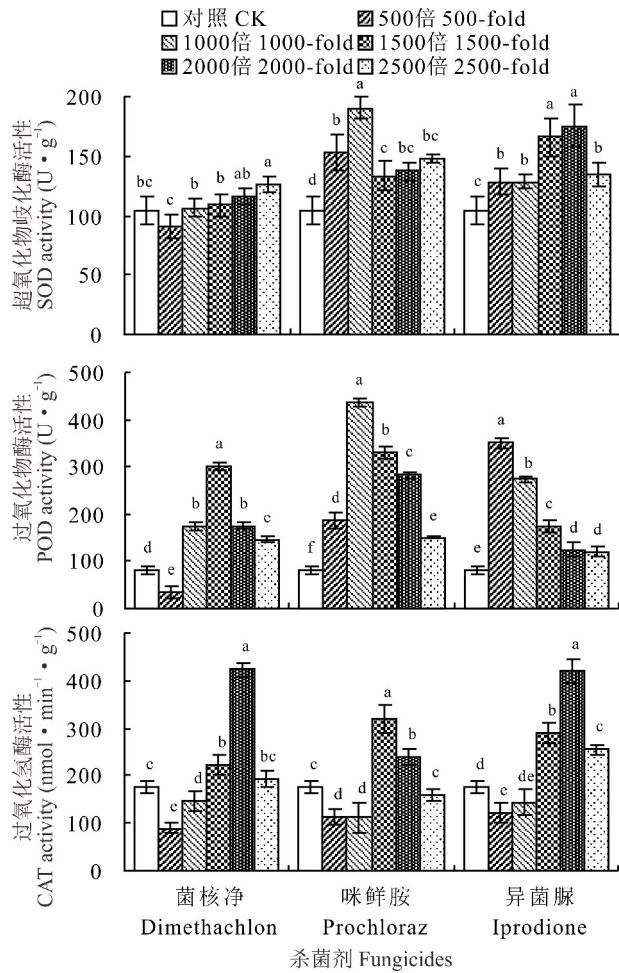 对照 CK
500倍 500-fold
1000倍 1000-fold
1500倍 1500-fold
2000倍 2000-fold
2500倍 2500-fold
超氧化物歧化酶活性
SOD activity (U·g⁻¹)
200
150
100
50
0
bc c b b ab a
d b a c bc bc
c b b a a b
过氧化物酶活性
POD activity (U·g⁻¹)
500
400
300
200
100
0
d e b a b c
f d a b c e
e a b c d d
过氧化氢酶活性
CAT activity (nmol·min⁻¹·g⁻¹)
500
400
300
200
100
0
c e d b a bc
c d d a b c
d e de b a c
菌核净 咪鲜胺 异菌脲
Dimethachlon Prochloraz Iprodione
杀菌剂 Fungicides